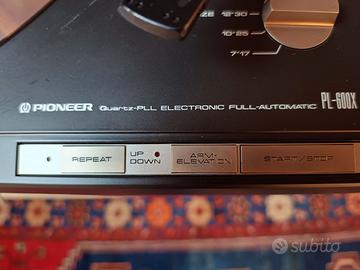 ZE
12"30
10"25
7"17
PIONEER Quartz-PLL ELECTRONIC FULL-AUTOMATIC PL-600X
REPEAT
UP
DOWN
ARM-
ELEVATION
START/STOP
subito